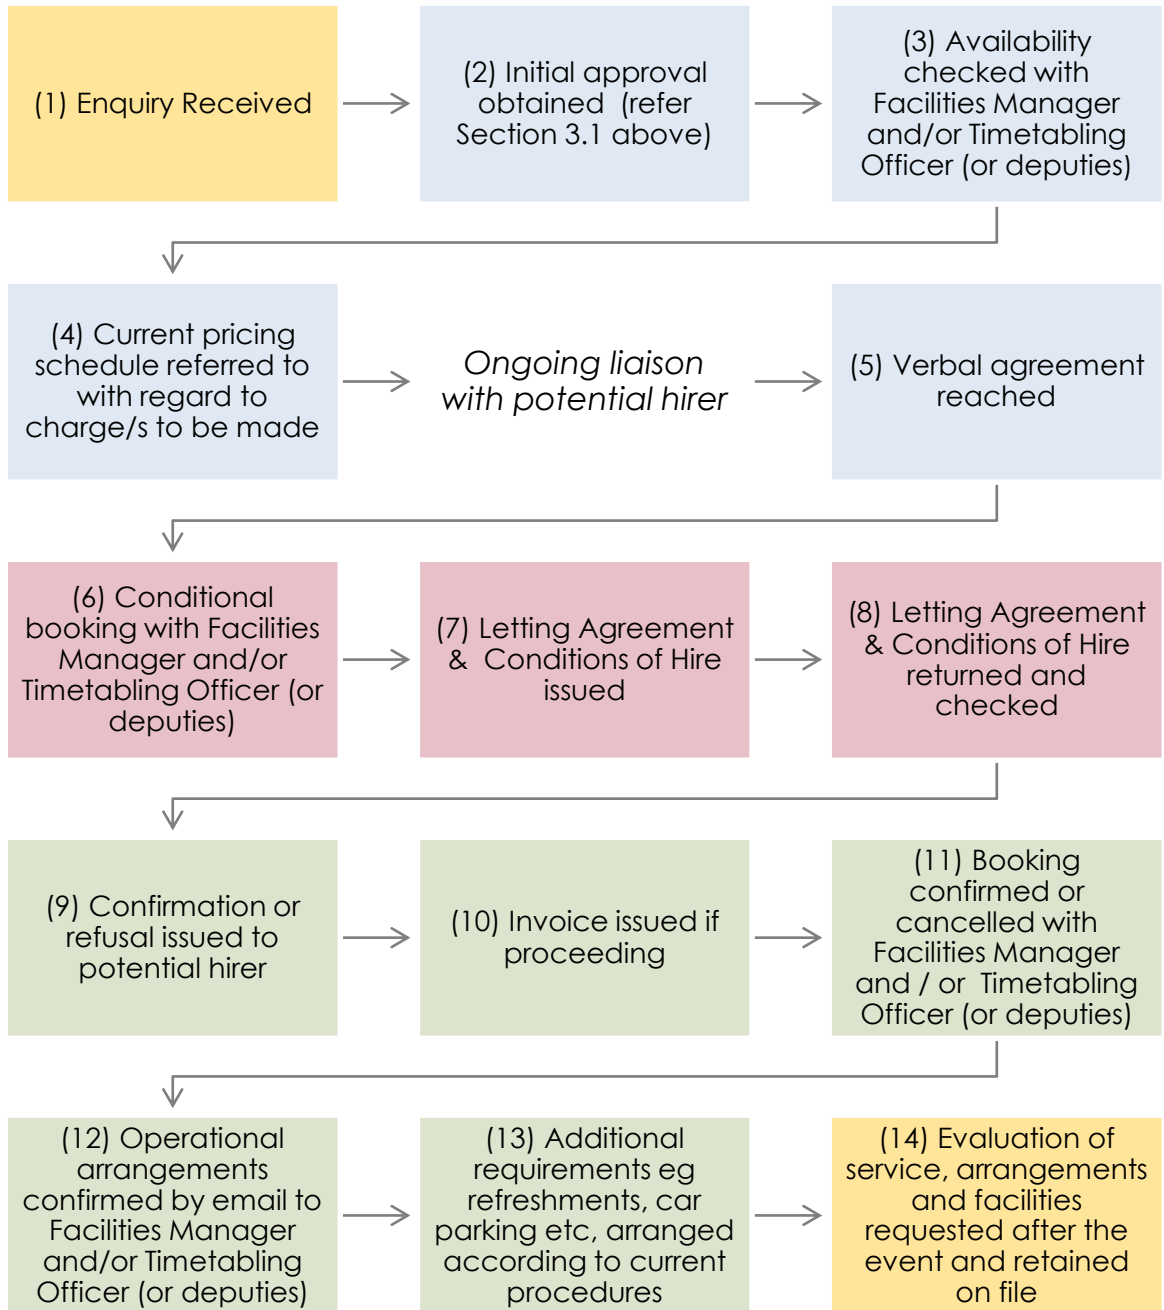 (1) Enquiry Received
(2) Initial approval
obtained  (refer
Section 3.1 above)
(3) Availability
checked with
Facilities Manager
and/or Timetabling
Officer (or deputies)
(4) Current pricing
schedule referred to
with regard to
charge/s to be made
Ongoing liaison
with potential hirer
(5) Verbal agreement
reached
(6) Conditional
booking with Facilities
Manager and/or
Timetabling Officer (or
deputies)
(7) Letting Agreement
&  Conditions of Hire
issued
(8) Letting Agreement
& Conditions of Hire
returned and
checked
(9) Confirmation or
refusal issued to
potential hirer
(10) Invoice issued if
proceeding
(11) Booking
confirmed or
cancelled with
Facilities Manager
and / or  Timetabling
Officer (or deputies)
(12) Operational
arrangements
confirmed by email to
Facilities Manager
and/or Timetabling
Officer (or deputies)
(13) Additional
requirements eg
refreshments, car
parking etc, arranged
according to current
procedures
(14) Evaluation of
service, arrangements
and facilities
requested after the
event and retained
on file